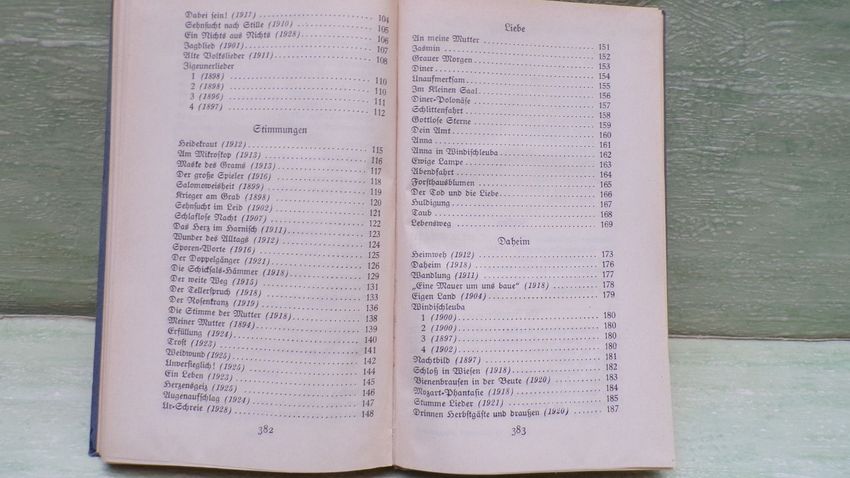 Dabei sein! (1917) 104
Sehnsucht nach Stille (1910) 105
Ein Nichts aus Nichts (1928) 106
Jagdlied (1901) 107
Alte Volkslieder (1911) 108
Zigeunerlieder
1 (1898) 110
2 (1898) 110
3 (1896) 111
4 (1897) 112
Stimmungen
Heidekraut (1912) 115
Am Mikroskop (1913) 116
Maske des Grams (1913) 117
Der große Spieler (1916) 118
Salomoweisheit (1899) 119
Krieger am Grab (1898) 120
Sehnsucht im Leid (1902) 121
Schlaflose Nacht (1907) 122
Das Herz im Harnisch (1911) 123
Wunder des Alltags (1912) 124
Sporen-Worte (1916) 125
Der Doppelgänger (1921) 126
Die Schicksals-Hämmer (1918) 129
Der weite Weg (1915) 131
Der Tellerspruch (1918) 133
Der Rosenkranz (1919) 136
Die Stimme der Mutter (1918) 138
Meiner Mutter (1894) 139
Erfüllung (1924) 140
Trost (1923) 141
Weidwund (1925) 142
Unversieglich! (1925) 144
Ein Leben (1923) 145
Herzensgeiz (1925) 146
Augenaufschlag (1924) 147
Ur-Schreie (1928) 148
382
Liebe
An meine Mutter 151
Jasmin 152
Grauer Morgen 153
Diner 154
Unaufmerksam 155
Im Kleinen Saal 156
Diner-Polonäse 157
Schlittenfahrt 158
Gottlose Sterne 159
Dein Amt 160
Anna 161
Anna in Windischleuba 162
Ewige Lampe 163
Abendfahrt 164
Forsthausblumen 165
Der Tod und die Liebe 166
Huldigung 167
Taub 168
Lebensweg 169
Daheim
Heimweh (1912) 173
Daheim (1918) 176
Wandlung (1911) 177
„Eine Mauer um uns baue“ (1918) 178
Eigen Land (1904) 179
Windischleuba
1 (1900) 180
2 (1900) 180
3 (1897) 180
4 (1902) 180
Nachtbild (1897) 181
Schloß in Wiesen (1918) 182
Bienenbrausen in der Beute (1920) 183
Mozart-Phantasie (1918) 184
Stumme Lieder (1921) 185
Drinnen Herbstgäste und draußen (1920) 187
383